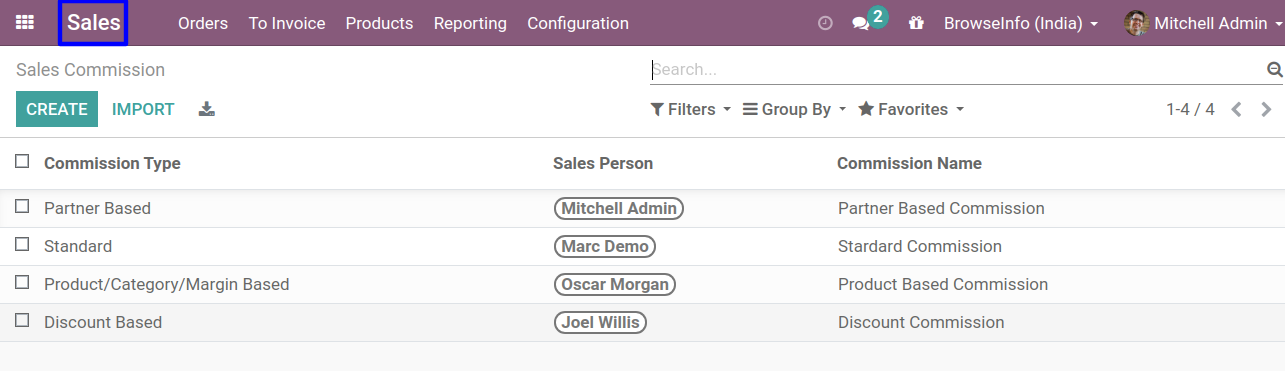 Sales Orders To Invoice Products Reporting Configuration 2 BrowseInfo (India) Mitchell Admin
Sales Commission Search...
CREATE IMPORT Filters Group By Favorites 1-4 / 4
Commission Type Sales Person Commission Name
Partner Based Mitchell Admin Partner Based Commission
Standard Marc Demo Stardard Commission
Product/Category/Margin Based Oscar Morgan Product Based Commission
Discount Based Joel Willis Discount Commission